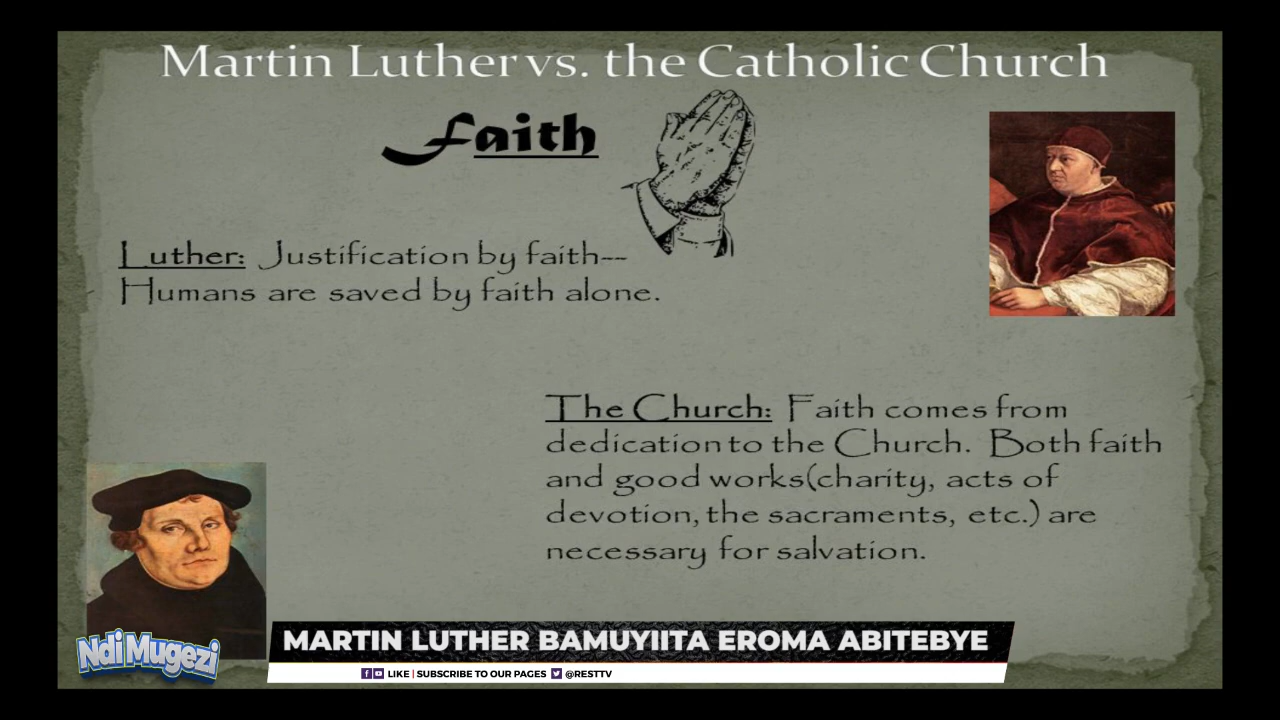 Martin Luther vs. the Catholic Church
Faith
Luther: Justification by faith--
Humans are saved by faith alone.
The Church: Faith comes from
dedication to the Church. Both faith
and good works(charity, acts of
devotion, the sacraments, etc.) are
necessary for salvation.
Ndi Mugezi
MARTIN LUTHER BAMUYIITA EROMA ABITEBYE
LIKE | SUBSCRIBE TO OUR PAGES @RESTTV